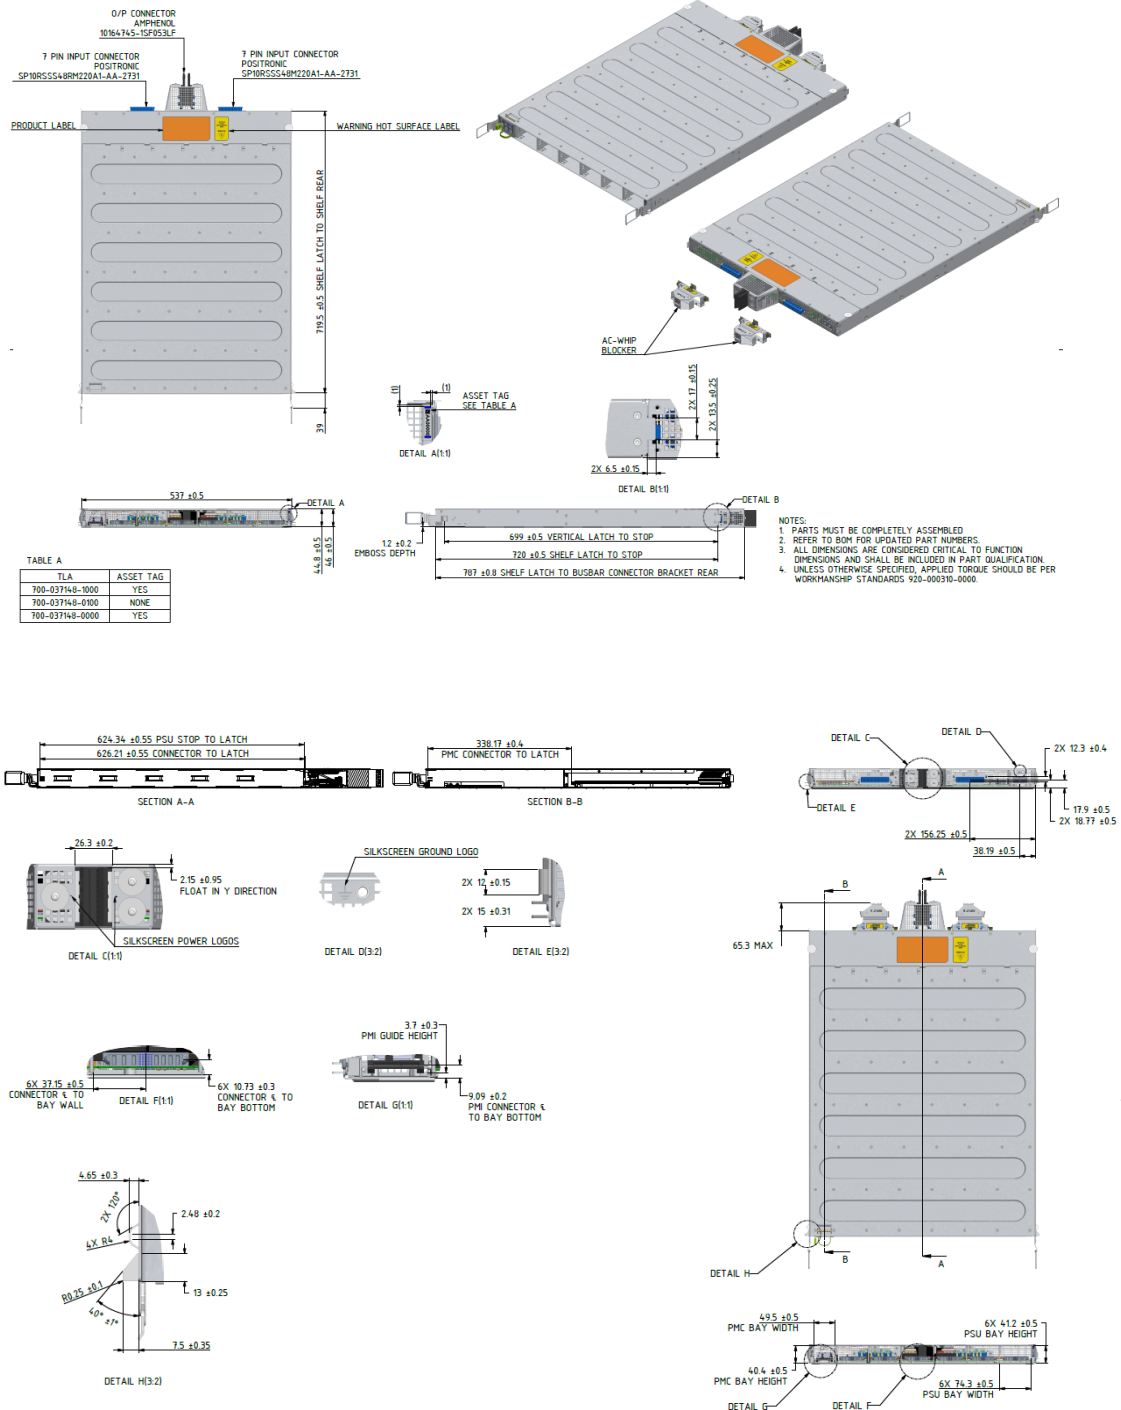 O/P CONNECTOR
AMPHENOL
10164745-1SF053LF
7 PIN INPUT CONNECTOR
POSITRONIC
SP10RSSS48RM220A1-AA-2731
7 PIN INPUT CONNECTOR
POSITRONIC
SP10RSSS48M220A1-AA-2731
PRODUCT LABEL
WARNING HOT SURFACE LABEL
719.5 ±0.5 SHELF LATCH TO SHELF REAR
39
AC-WHIP
BLOCKER
(1)
(1)
ASSET TAG
SEE TABLE A
DETAIL A(1:1)
2X 17 ±0.15
2X 13.5 ±0.25
2X 6.5 ±0.15
DETAIL B(1:1)
537 ±0.5
DETAIL A
44.8 ±0.5
46 ±0.5
DETAIL B
1.2 ±0.2
EMBOSS DEPTH
699 ±0.5 VERTICAL LATCH TO STOP
720 ±0.5 SHELF LATCH TO STOP
787 ±0.8 SHELF LATCH TO BUSBAR CONNECTOR BRACKET REAR
NOTES:
1. PARTS MUST BE COMPLETELY ASSEMBLED
2. REFER TO BOM FOR UPDATED PART NUMBERS.
3. ALL DIMENSIONS ARE CONSIDERED CRITICAL TO FUNCTION
DIMENSIONS AND SHALL BE INCLUDED IN PART QUALIFICATION.
4. UNLESS OTHERWISE SPECIFIED, APPLIED TORQUE SHOULD BE PER
WORKMANSHIP STANDARDS 920-000310-0000.
TABLE A
TLA ASSET TAG
700-037148-1000 YES
700-037148-0100 NONE
700-037148-0000 YES
624.34 ±0.55 PSU STOP TO LATCH
626.21 ±0.55 CONNECTOR TO LATCH
SECTION A-A
338.17 ±0.4
PMC CONNECTOR TO LATCH
SECTION B-B
DETAIL C
DETAIL D
DETAIL E
2X 12.3 ±0.4
17.9 ±0.5
2X 18.77 ±0.5
2X 156.25 ±0.5
38.19 ±0.5
26.3 ±0.2
2.15 ±0.95
FLOAT IN Y DIRECTION
SILKSCREEN POWER LOGOS
DETAIL C(1:1)
SILKSCREEN GROUND LOGO
DETAIL D(3:2)
2X 12 ±0.15
2X 15 ±0.31
DETAIL E(3:2)
B
A
65.3 MAX
6X 37.15 ±0.5
CONNECTOR ℄ TO
BAY WALL
DETAIL F(1:1)
6X 10.73 ±0.3
CONNECTOR ℄ TO
BAY BOTTOM
3.7 ±0.3
PMI GUIDE HEIGHT
DETAIL G(1:1)
9.09 ±0.2
PMI CONNECTOR ℄
TO BAY BOTTOM
4.65 ±0.3
2X 120°
2.48 ±0.2
4X R4
R0.25 ±0.1
13 ±0.25
40° ±1°
7.5 ±0.35
DETAIL H(3:2)
DETAIL H
B
A
49.5 ±0.5
PMC BAY WIDTH
6X 41.2 ±0.5
PSU BAY HEIGHT
40.4 ±0.5
PMC BAY HEIGHT
6X 74.3 ±0.5
PSU BAY WIDTH
DETAIL G
DETAIL F